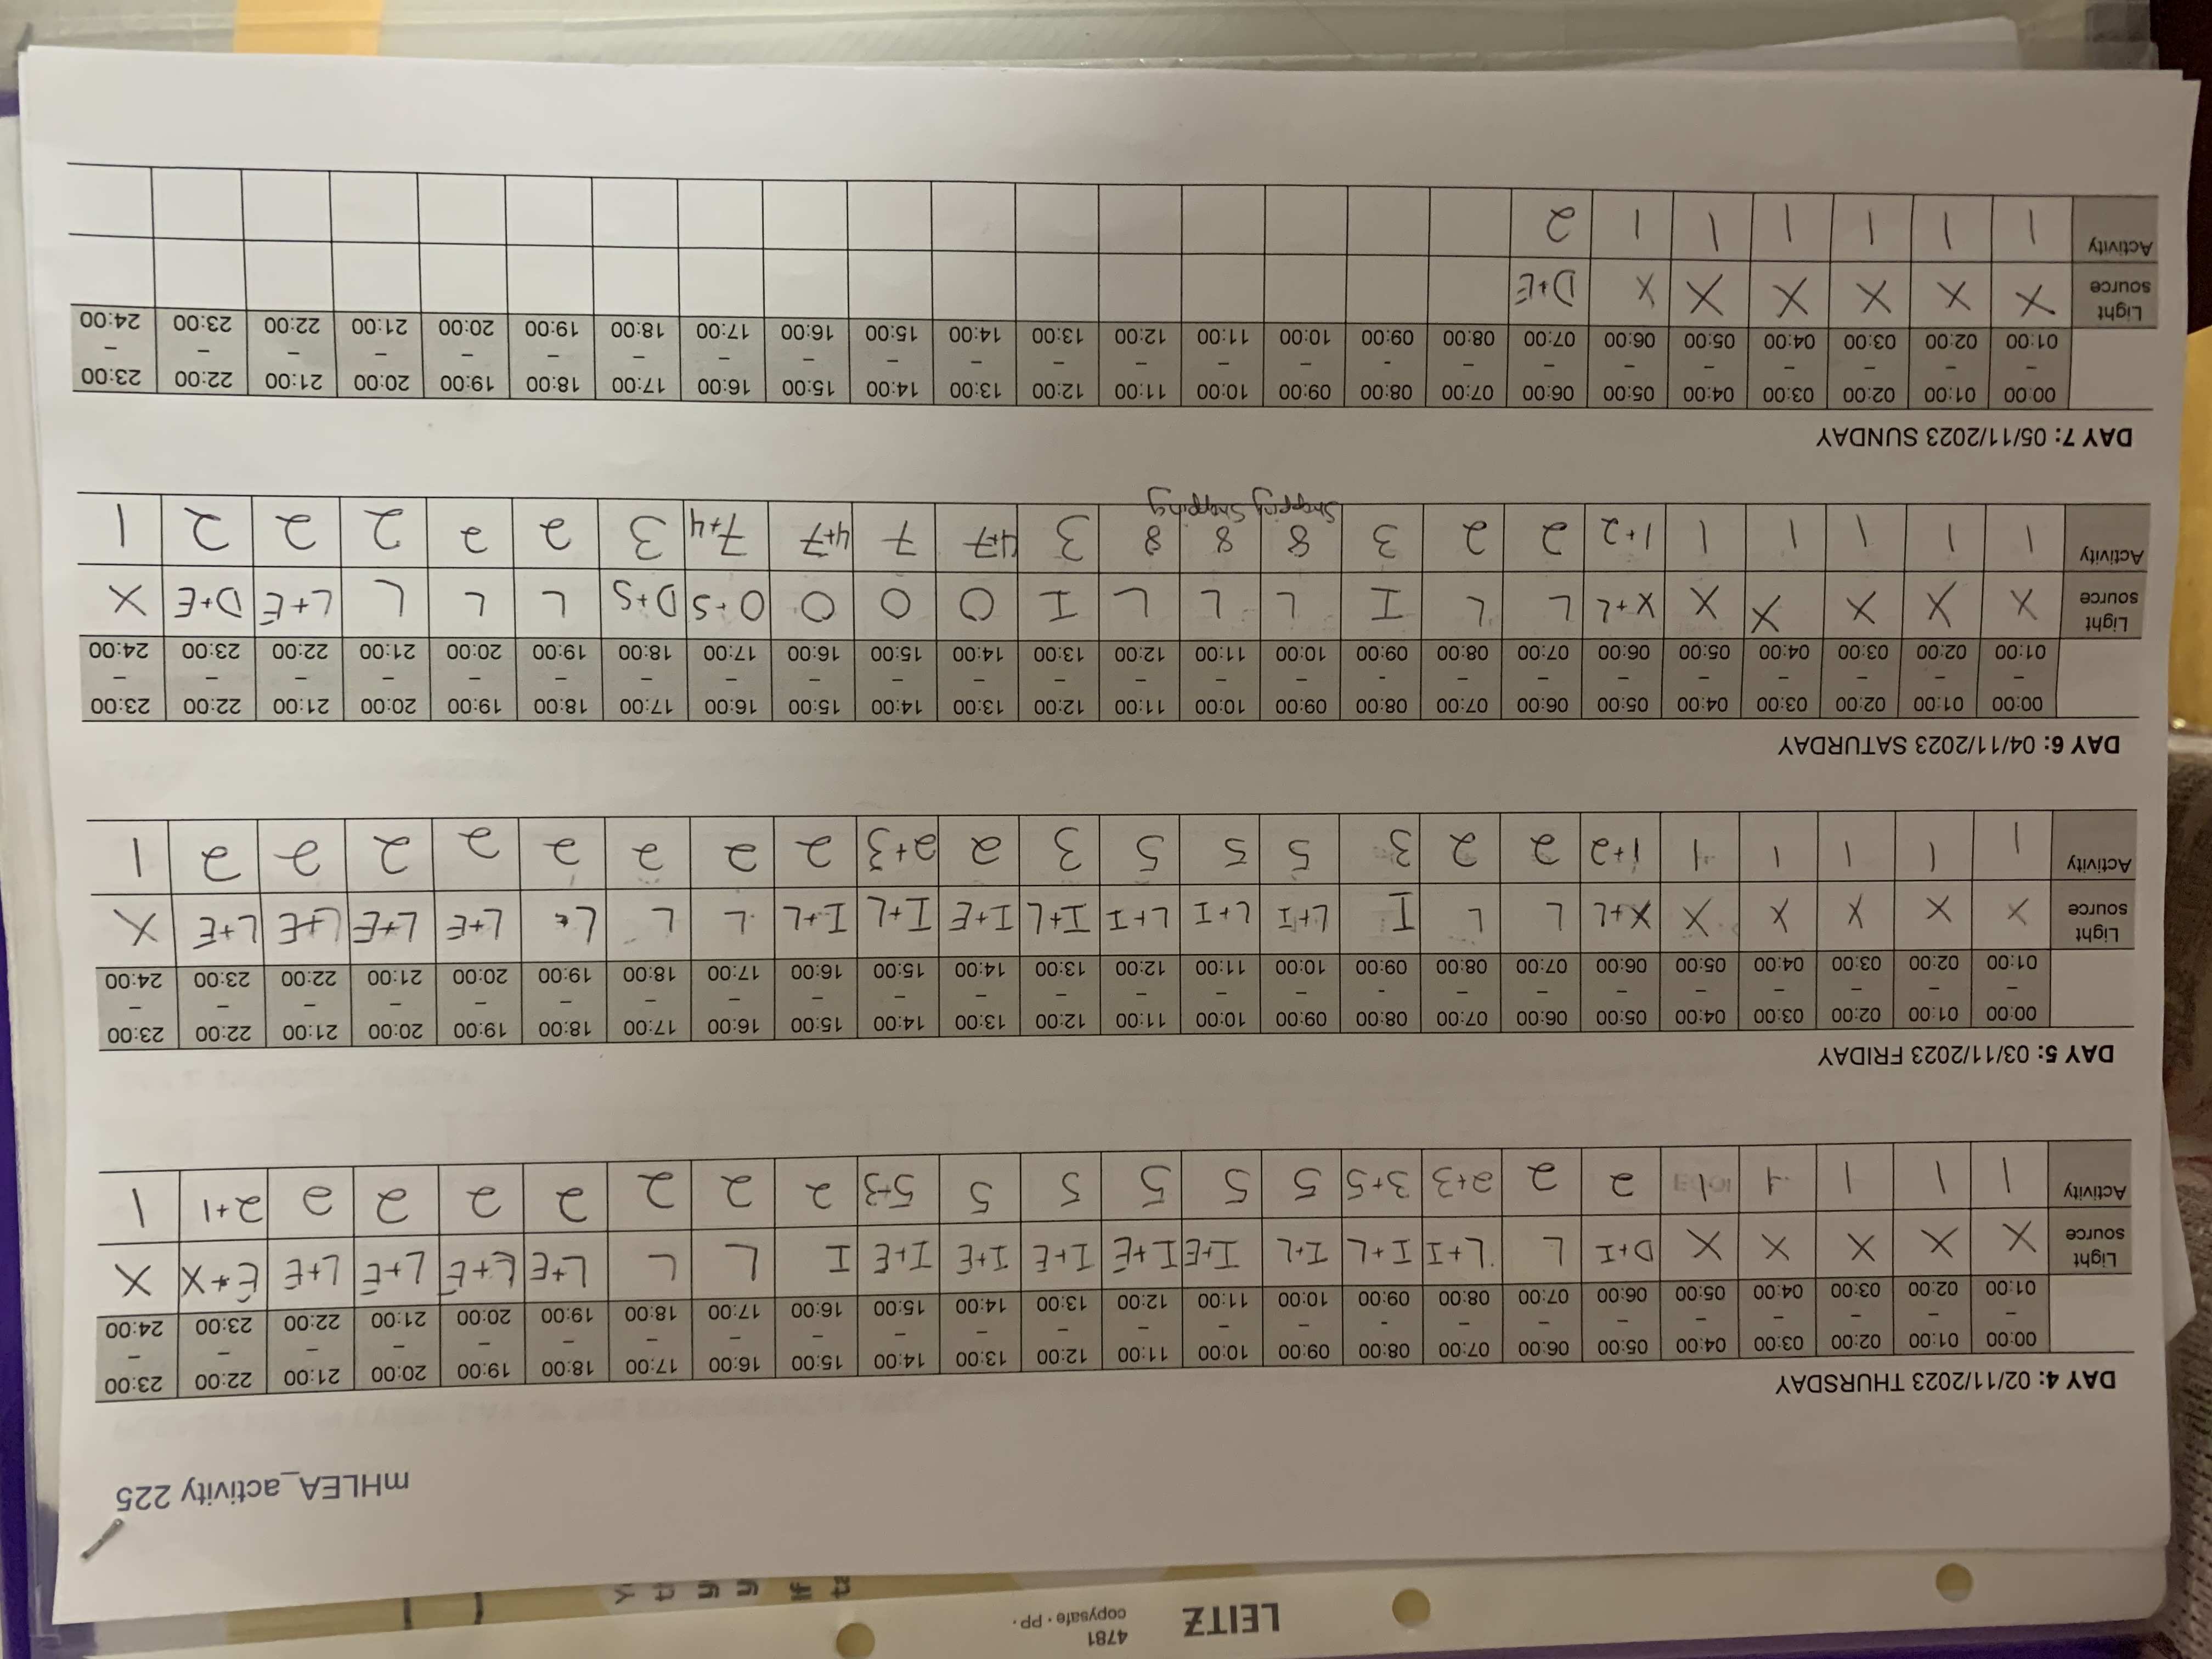 LEITZ
4781
copysafe · PP ·
mHLEA_activity 225
DAY 4: 02/11/2023 THURSDAY
00:00 – 01:00 01:00 – 02:00 02:00 – 03:00 03:00 – 04:00 04:00 – 05:00 05:00 – 06:00 06:00 – 07:00 07:00 – 08:00 08:00 - 09:00 09:00 – 10:00 10:00 – 11:00 11:00 – 12:00 12:00 – 13:00 13:00 – 14:00 14:00 – 15:00 15:00 – 16:00 16:00 – 17:00 17:00 – 18:00 18:00 – 19:00 19:00 – 20:00 20:00 – 21:00 21:00 – 22:00 22:00 – 23:00 23:00 – 24:00
Light source X X X X X D+I L L+I I+L I+L I+E I+E I+E I+E I+E I L L L+E L+E L+E L+E E+X X
Activity 1 1 1 1 1 2 2 2+3 3+5 5 5 5 5 5 5+3 2 2 2 2 2 2 2 2+1 1
DAY 5: 03/11/2023 FRIDAY
00:00 – 01:00 01:00 – 02:00 02:00 – 03:00 03:00 – 04:00 04:00 – 05:00 05:00 – 06:00 06:00 – 07:00 07:00 – 08:00 08:00 - 09:00 09:00 – 10:00 10:00 – 11:00 11:00 – 12:00 12:00 – 13:00 13:00 – 14:00 14:00 – 15:00 15:00 – 16:00 16:00 – 17:00 17:00 – 18:00 18:00 – 19:00 19:00 – 20:00 20:00 – 21:00 21:00 – 22:00 22:00 – 23:00 23:00 – 24:00
Light source X X X X X X+L L L I L+I L+I L+I I+L I+E I+L I+L L L L+ L+E L+E L+E L+E X
Activity 1 1 1 1 1 1+2 2 2 3 5 5 5 3 2 2+3 2 2 2 2 2 2 2 2 1
DAY 6: 04/11/2023 SATURDAY
00:00 – 01:00 01:00 – 02:00 02:00 – 03:00 03:00 – 04:00 04:00 – 05:00 05:00 – 06:00 06:00 – 07:00 07:00 – 08:00 08:00 - 09:00 09:00 – 10:00 10:00 – 11:00 11:00 – 12:00 12:00 – 13:00 13:00 – 14:00 14:00 – 15:00 15:00 – 16:00 16:00 – 17:00 17:00 – 18:00 18:00 – 19:00 19:00 – 20:00 20:00 – 21:00 21:00 – 22:00 22:00 – 23:00 23:00 – 24:00
Light source X X X X X X+L L L I L L L I O O O O+S D+S L L L L+E D+E X
Activity 1 1 1 1 1 1+2 2 2 3 8 8 8 3 4+7 7 4+7 7+4 3 2 2 2 2 2 1
Shopping Shopping
DAY 7: 05/11/2023 SUNDAY
00:00 – 01:00 01:00 – 02:00 02:00 – 03:00 03:00 – 04:00 04:00 – 05:00 05:00 – 06:00 06:00 – 07:00 07:00 – 08:00 08:00 - 09:00 09:00 – 10:00 10:00 – 11:00 11:00 – 12:00 12:00 – 13:00 13:00 – 14:00 14:00 – 15:00 15:00 – 16:00 16:00 – 17:00 17:00 – 18:00 18:00 – 19:00 19:00 – 20:00 20:00 – 21:00 21:00 – 22:00 22:00 – 23:00 23:00 – 24:00
Light source X X X X X X D+E
Activity 1 1 1 1 1 1 2